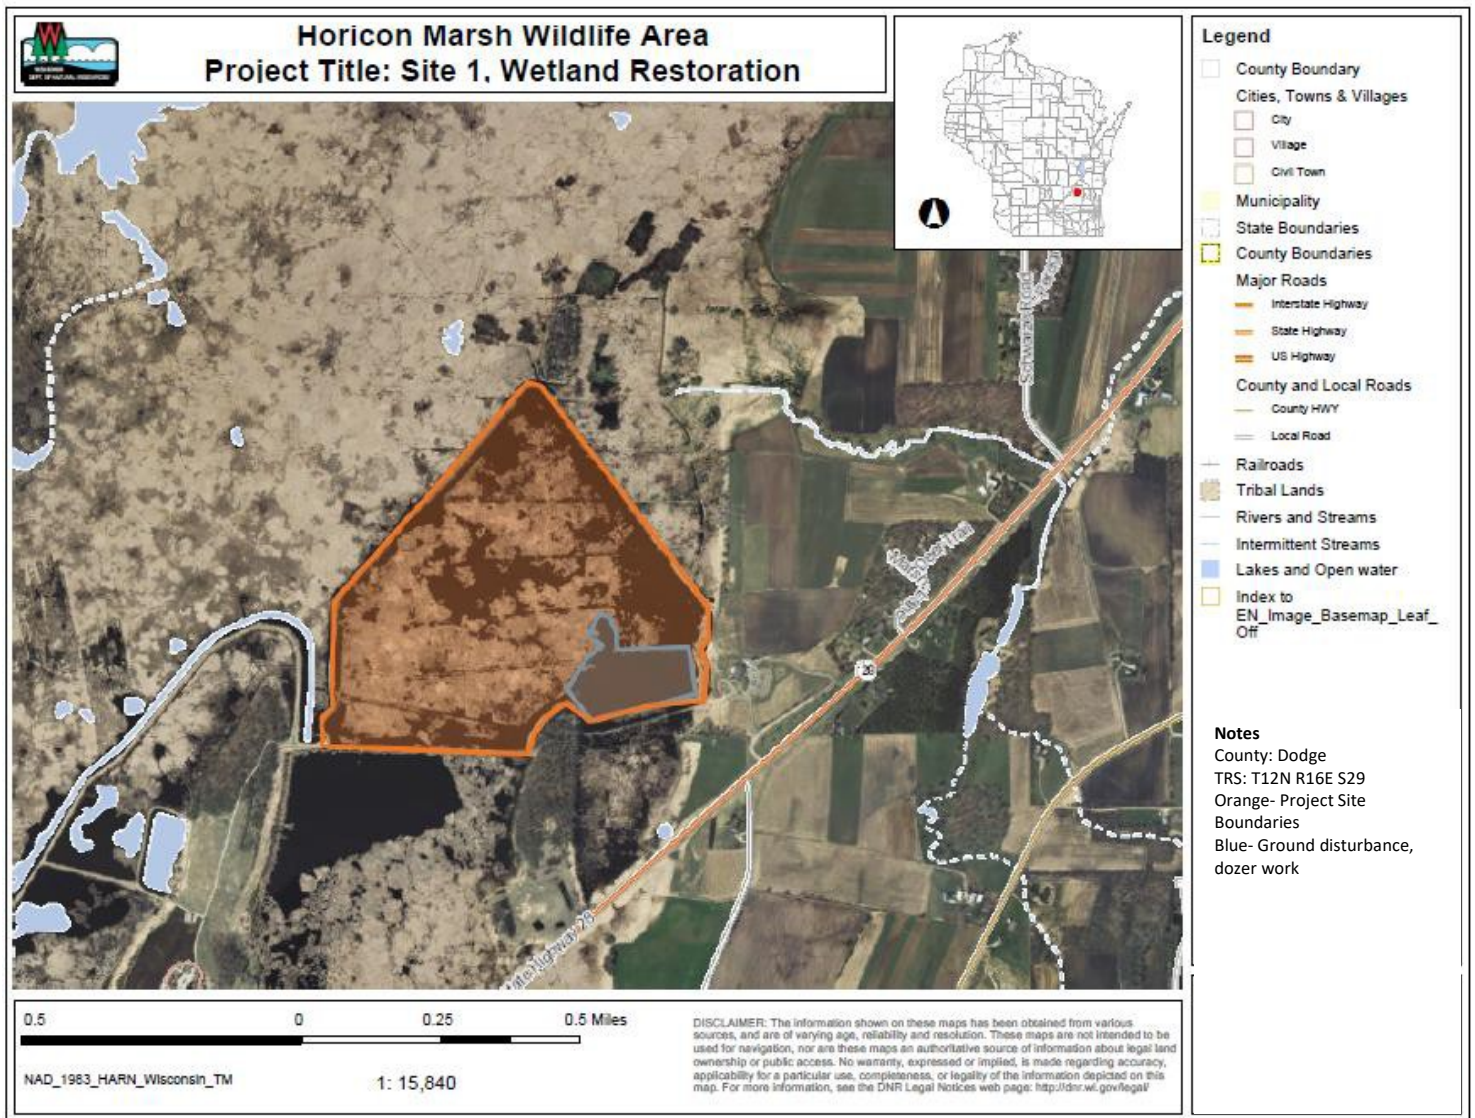 Horicon Marsh Wildlife Area
Project Title: Site 1, Wetland Restoration
Legend
County Boundary
Cities, Towns & Villages
City
Village
Civil Town
Municipality
State Boundaries
County Boundaries
Major Roads
Interstate Highway
State Highway
US Highway
County and Local Roads
County HWY
Local Road
Railroads
Tribal Lands
Rivers and Streams
Intermittent Streams
Lakes and Open water
Index to
EN_Image_Basemap_Leaf_
Off
Notes
County: Dodge
TRS: T12N R16E S29
Orange- Project Site
Boundaries
Blue- Ground disturbance,
dozer work
Road
28
Highway 28
0.5
0
0.25
0.5 Miles
NAD_1983_HARN_Wisconsin_TM
1: 15,840
DISCLAIMER: The information shown on these maps has been obtained from various
sources, and are of varying age, reliability and resolution. These maps are not intended to be
used for navigation, nor are these maps an authoritative source of information about legal land
ownership or public access. No warranty, expressed or implied, is made regarding accuracy,
applicability for a particular use, completeness, or legality of the information depicted on this
map. For more information, see the DNR Legal Notices web page: http://dnr.wi.gov/legal/